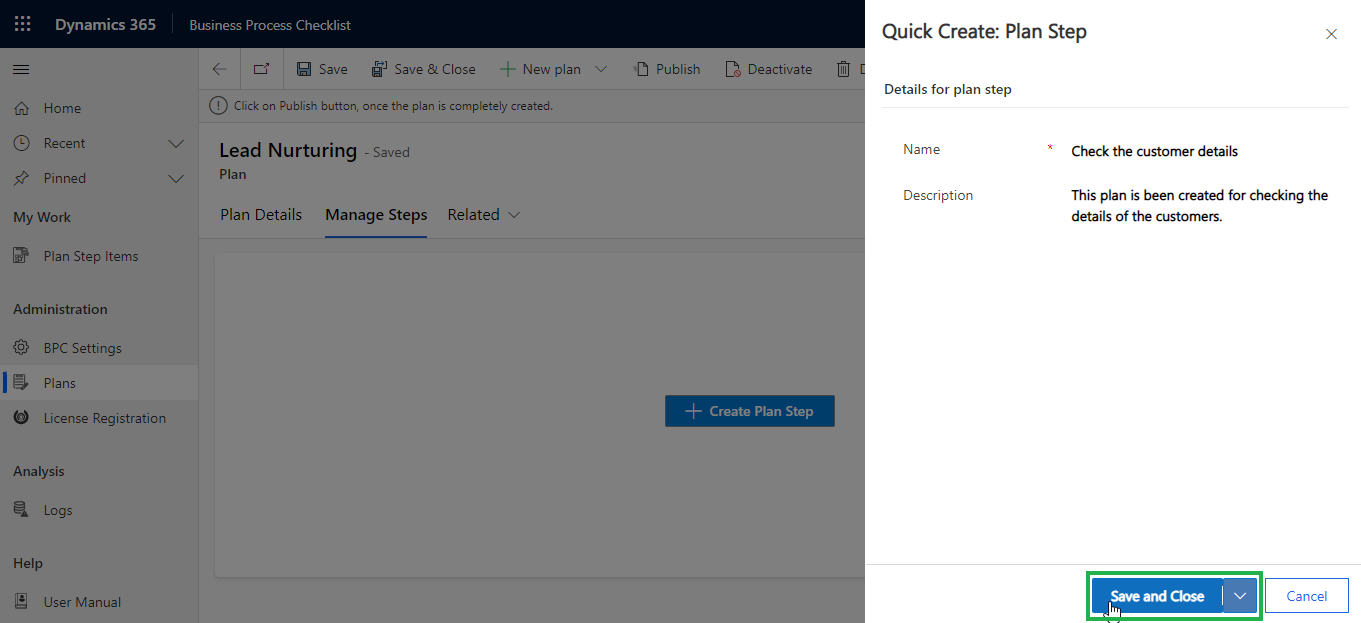 Dynamics 365
Business Process Checklist
Home
Recent
Pinned
My Work
Plan Step Items
Administration
BPC Settings
Plans
License Registration
Analysis
Logs
Help
User Manual
Save
Save & Close
New plan
Publish
Deactivate
D
Click on Publish button, once the plan is completely created.
Lead Nurturing - Saved
Plan
Plan Details
Manage Steps
Related
Create Plan Step
Quick Create: Plan Step
Details for plan step
Name * Check the customer details
Description This plan is been created for checking the
details of the customers.
Save and Close
Cancel